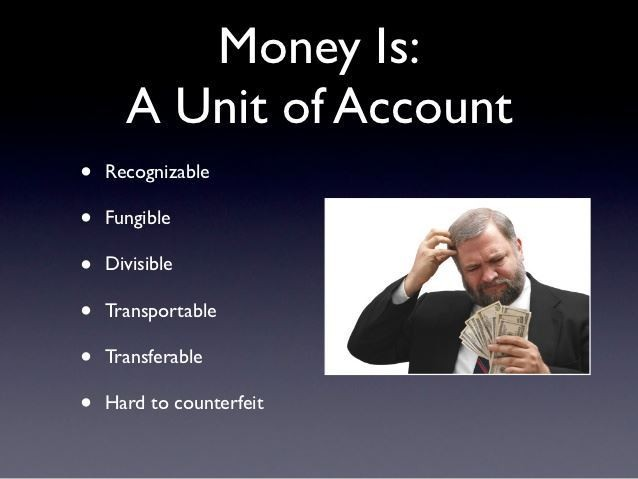 Money Is:
A Unit of Account
• Recognizable
• Fungible
• Divisible
• Transportable
• Transferable
• Hard to counterfeit